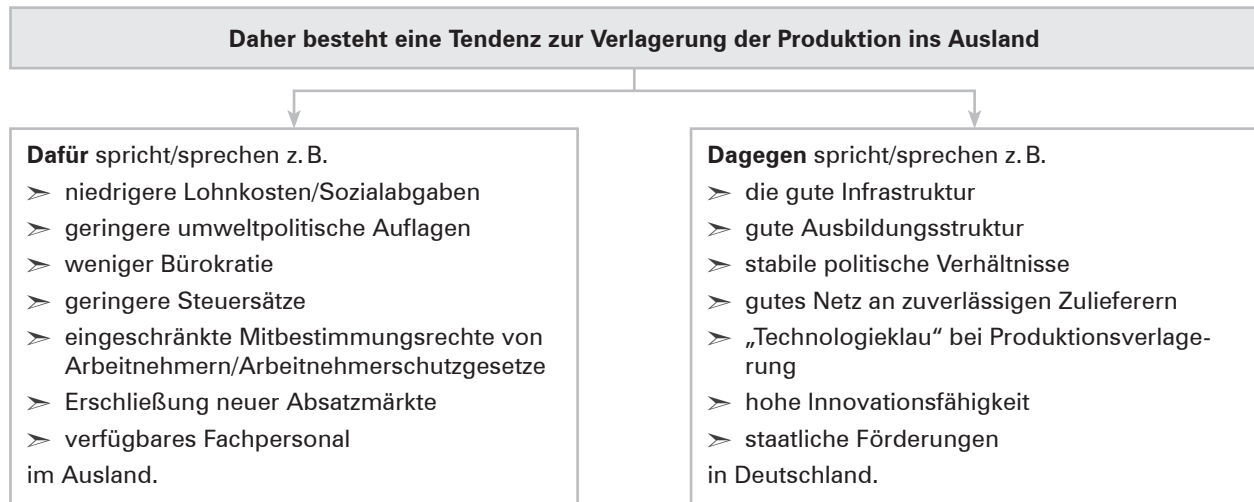 Daher besteht eine Tendenz zur Verlagerung der Produktion ins Ausland
Dafür spricht/sprechen z. B.
➣ niedrigere Lohnkosten/Sozialabgaben
➣ geringere umweltpolitische Auflagen
➣ weniger Bürokratie
➣ geringere Steuersätze
➣ eingeschränkte Mitbestimmungsrechte von
Arbeitnehmern/Arbeitnehmerschutzgesetze
➣ Erschließung neuer Absatzmärkte
➣ verfügbares Fachpersonal
im Ausland.
Dagegen spricht/sprechen z. B.
➣ die gute Infrastruktur
➣ gute Ausbildungsstruktur
➣ stabile politische Verhältnisse
➣ gutes Netz an zuverlässigen Zulieferern
➣ „Technologieklau“ bei Produktionsverlage-
rung
➣ hohe Innovationsfähigkeit
➣ staatliche Förderungen
in Deutschland.